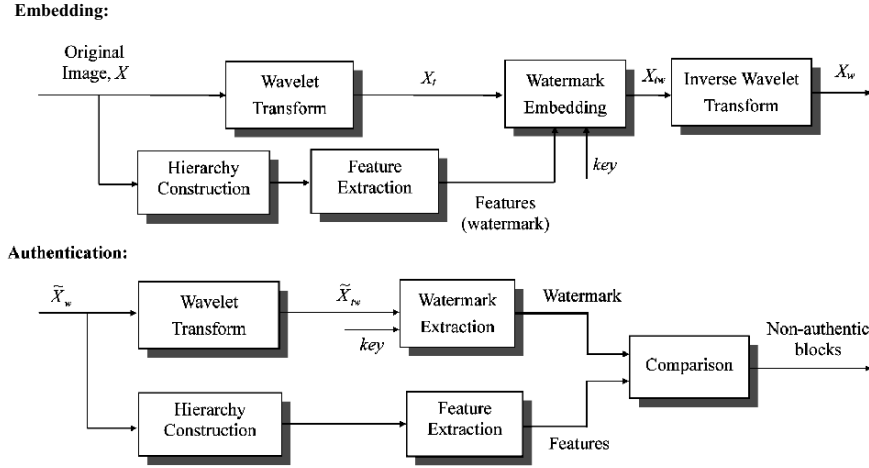 Embedding:
Original
Image, X
Wavelet
Transform
X_t
Watermark
Embedding
X_tw
Inverse Wavelet
Transform
X_w
Hierarchy
Construction
Feature
Extraction
Features
(watermark)
key
Authentication:
X̃_w
Wavelet
Transform
X̃_tw
key
Watermark
Extraction
Watermark
Comparison
Non-authentic
blocks
Hierarchy
Construction
Feature
Extraction
Features